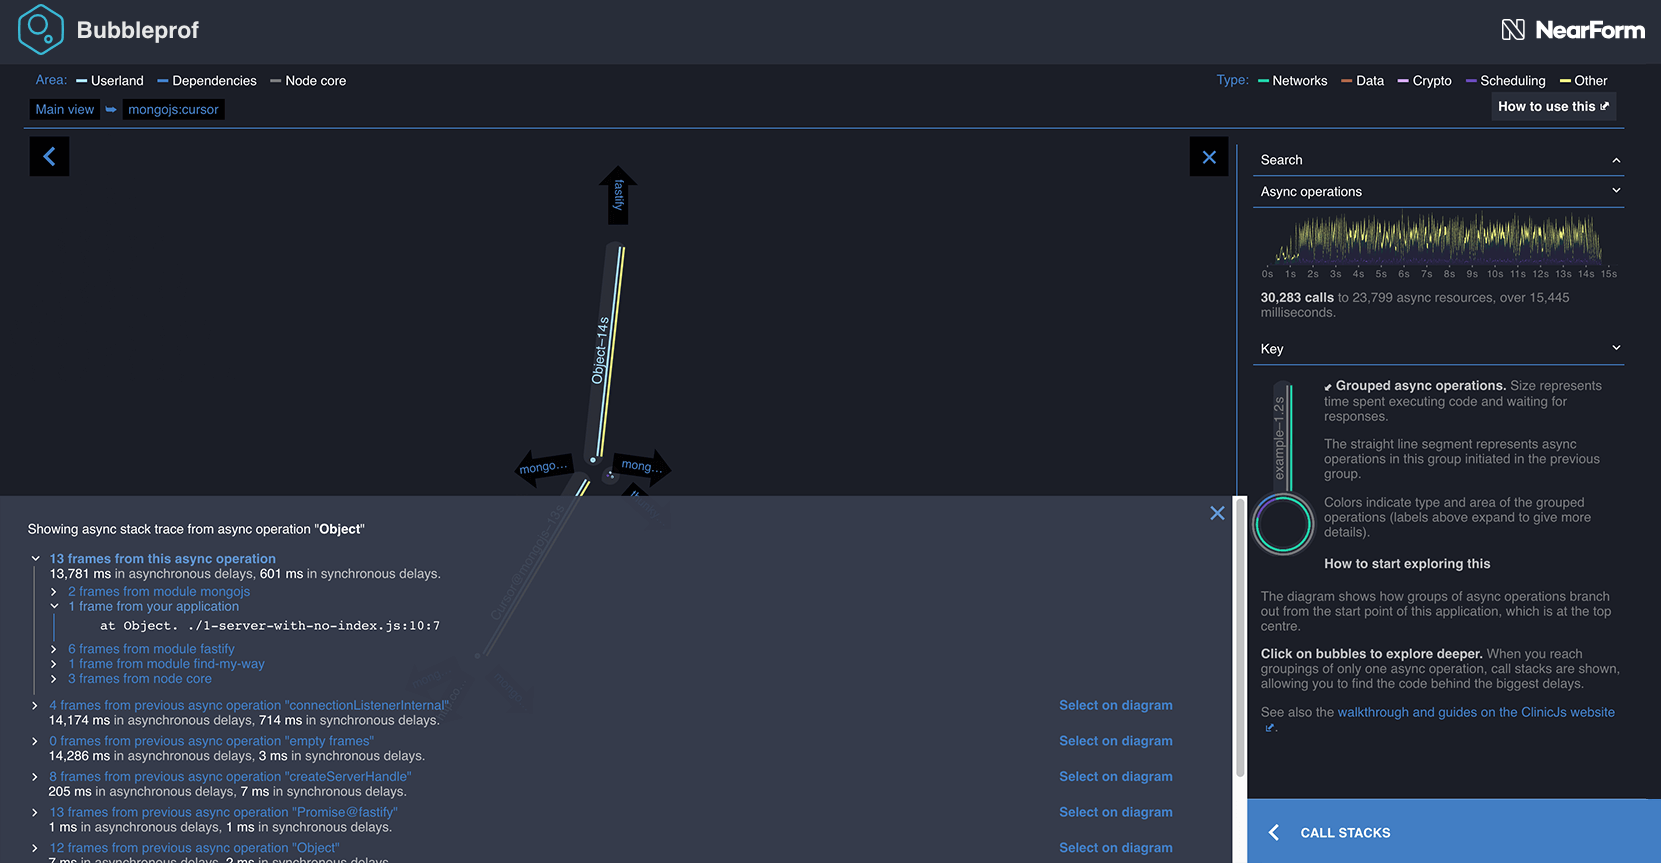 Bubbleprof
NearForm
Area: Userland Dependencies Node core
Type: Networks Data Crypto Scheduling Other
Main view mongojs:cursor
How to use this
fastify
Object–14s
mongo…
mong…
Cursor@mongojs–13s
Search
Async operations
0s 1s 2s 3s 4s 5s 6s 7s 8s 9s 10s 11s 12s 13s 14s 15s
30,283 calls to 23,799 async resources, over 15,445
milliseconds.
Key
example–1.2s
Grouped async operations. Size represents
time spent executing code and waiting for
responses.
The straight line segment represents async
operations in this group initiated in the previous
group.
Colors indicate type and area of the grouped
operations (labels above expand to give more
details).
How to start exploring this
The diagram shows how groups of async operations branch
out from the start point of this application, which is at the top
centre.
Click on bubbles to explore deeper. When you reach
groupings of only one async operation, call stacks are shown,
allowing you to find the code behind the biggest delays.
See also the walkthrough and guides on the ClinicJs website
.
CALL STACKS
Showing async stack trace from async operation "Object"
13 frames from this async operation
13,781 ms in asynchronous delays, 601 ms in synchronous delays.
2 frames from module mongojs
1 frame from your application
at Object. ./1-server-with-no-index.js:10:7
6 frames from module fastify
1 frame from module find-my-way
3 frames from node core
4 frames from previous async operation "connectionListenerInternal"
Select on diagram
14,174 ms in asynchronous delays, 714 ms in synchronous delays.
0 frames from previous async operation "empty frames"
Select on diagram
14,286 ms in asynchronous delays, 3 ms in synchronous delays.
8 frames from previous async operation "createServerHandle"
Select on diagram
205 ms in asynchronous delays, 7 ms in synchronous delays.
13 frames from previous async operation "Promise@fastify"
Select on diagram
1 ms in asynchronous delays, 1 ms in synchronous delays.
12 frames from previous async operation "Object"
Select on diagram
7 ms in asynchronous delays, 2 ms in synchronous delays.